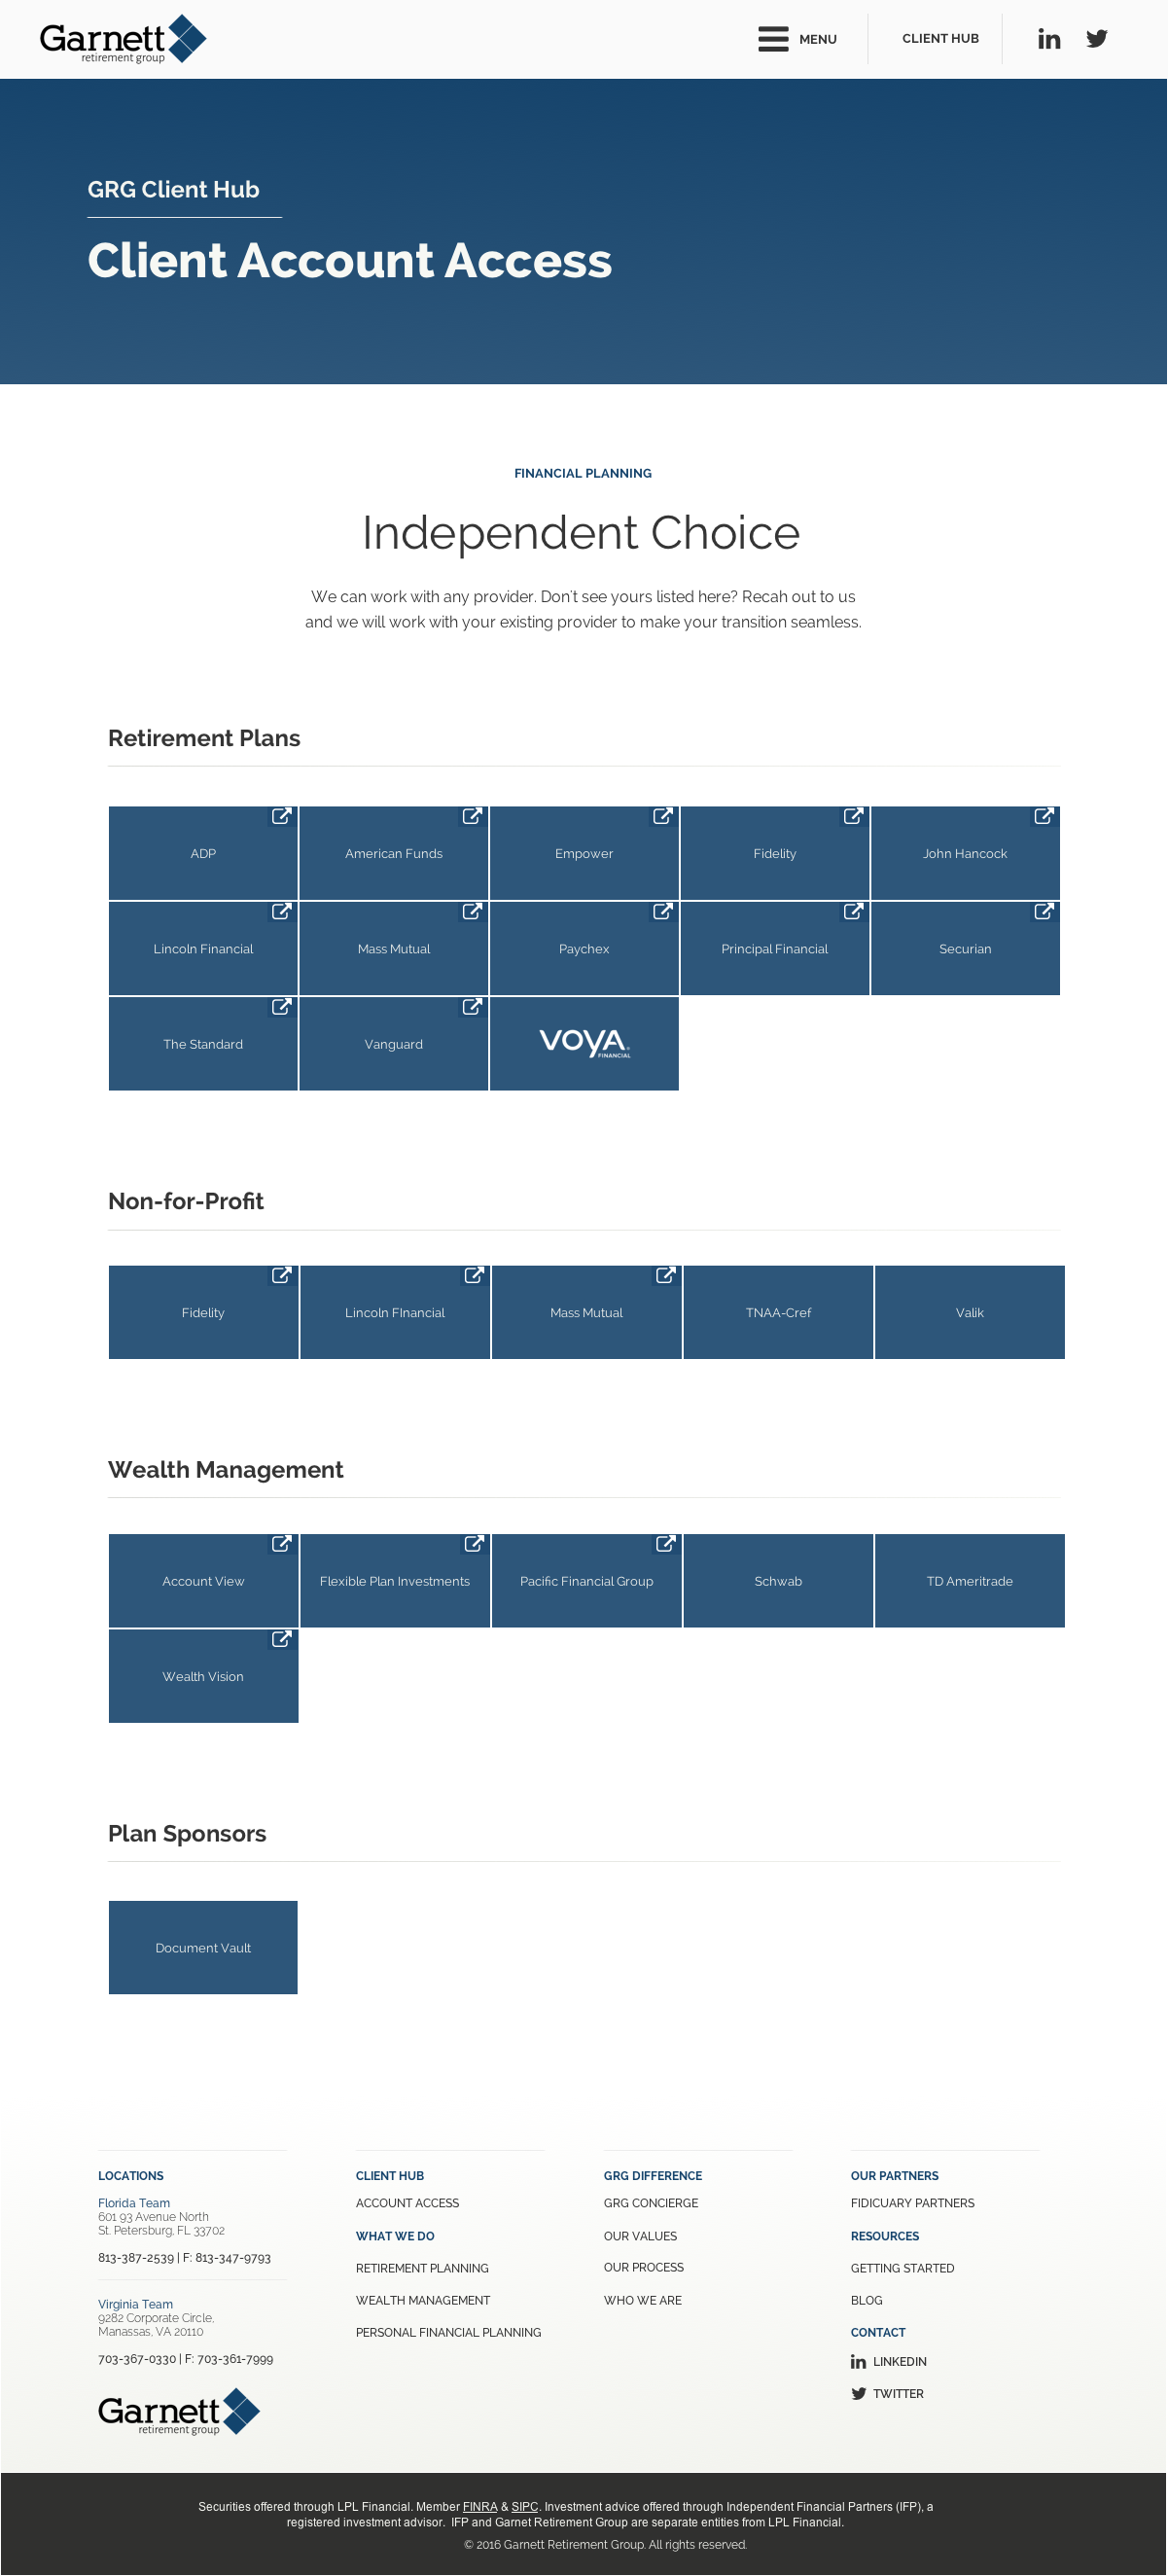 Garnett
retirement group
MENU
CLIENT HUB
GRG Client Hub
Client Account Access
FINANCIAL PLANNING
Independent Choice
We can work with any provider. Don't see yours listed here? Recah out to us
and we will work with your existing provider to make your transition seamless.
Retirement Plans
ADP
American Funds
Empower
Fidelity
John Hancock
Lincoln Financial
Mass Mutual
Paychex
Principal Financial
Securian
The Standard
Vanguard
VOYA
FINANCIAL
Non-for-Profit
Fidelity
Lincoln FInancial
Mass Mutual
TNAA-Cref
Valik
Wealth Management
Account View
Flexible Plan Investments
Pacific Financial Group
Schwab
TD Ameritrade
Wealth Vision
Plan Sponsors
Document Vault
LOCATIONS
Florida Team
601 93 Avenue North
St. Petersburg, FL 33702
813-387-2539 | F: 813-347-9793
Virginia Team
9282 Corporate Circle,
Manassas, VA 20110
703-367-0330 | F: 703-361-7999
Garnett
retirement group
CLIENT HUB
ACCOUNT ACCESS
WHAT WE DO
RETIREMENT PLANNING
WEALTH MANAGEMENT
PERSONAL FINANCIAL PLANNING
GRG DIFFERENCE
GRG CONCIERGE
OUR VALUES
OUR PROCESS
WHO WE ARE
OUR PARTNERS
FIDICUARY PARTNERS
RESOURCES
GETTING STARTED
BLOG
CONTACT
LINKEDIN
TWITTER
Securities offered through LPL Financial. Member FINRA & SIPC. Investment advice offered through Independent Financial Partners (IFP), a
registered investment advisor. IFP and Garnet Retirement Group are separate entities from LPL Financial.
© 2016 Garnett Retirement Group. All rights reserved.